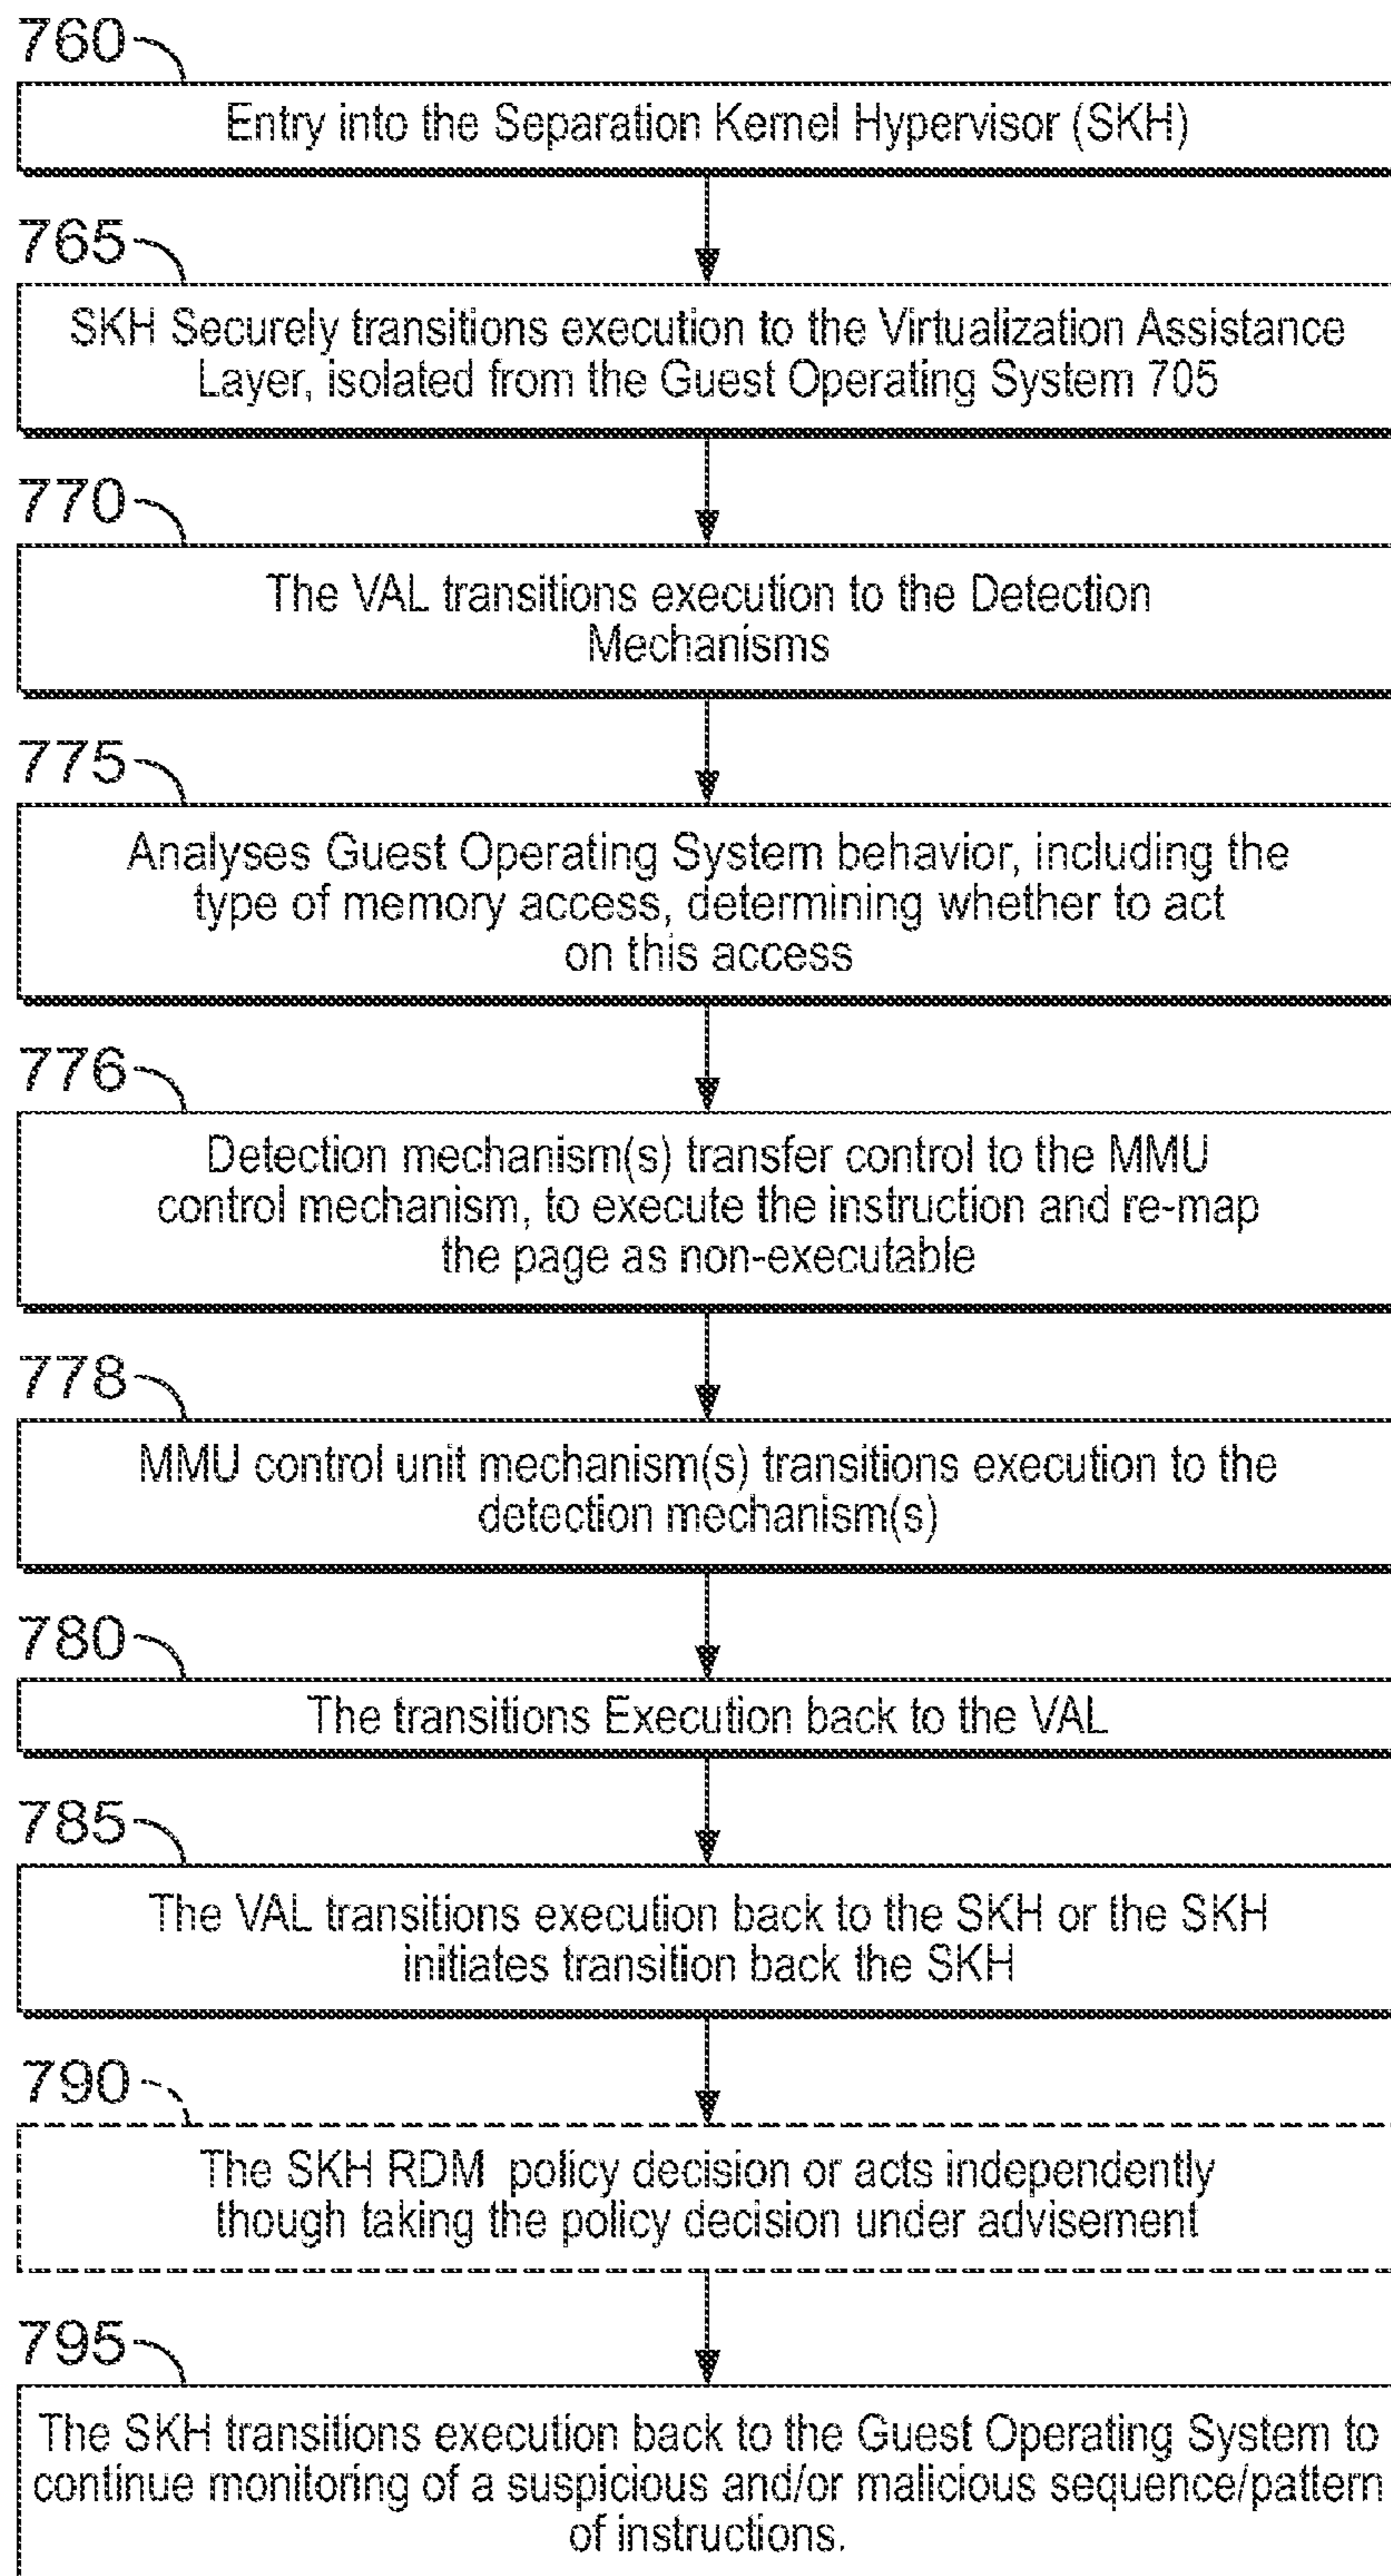 760
Entry into the Separation Kernel Hypervisor (SKH)
765
SKH Securely transitions execution to the Virtualization Assistance
Layer, isolated from the Guest Operating System 705
770
The VAL transitions execution to the Detection
Mechanisms
775
Analyses Guest Operating System behavior, including the
type of memory access, determining whether to act
on this access
776
Detection mechanism(s) transfer control to the MMU
control mechanism, to execute the instruction and re-map
the page as non-executable
778
MMU control unit mechanism(s) transitions execution to the
detection mechanism(s)
780
The transitions Execution back to the VAL
785
The VAL transitions execution back to the SKH or the SKH
initiates transition back the SKH
790
The SKH RDM policy decision or acts independently
though taking the policy decision under advisement
795
The SKH transitions execution back to the Guest Operating System to
continue monitoring of a suspicious and/or malicious sequence/pattern
of instructions.